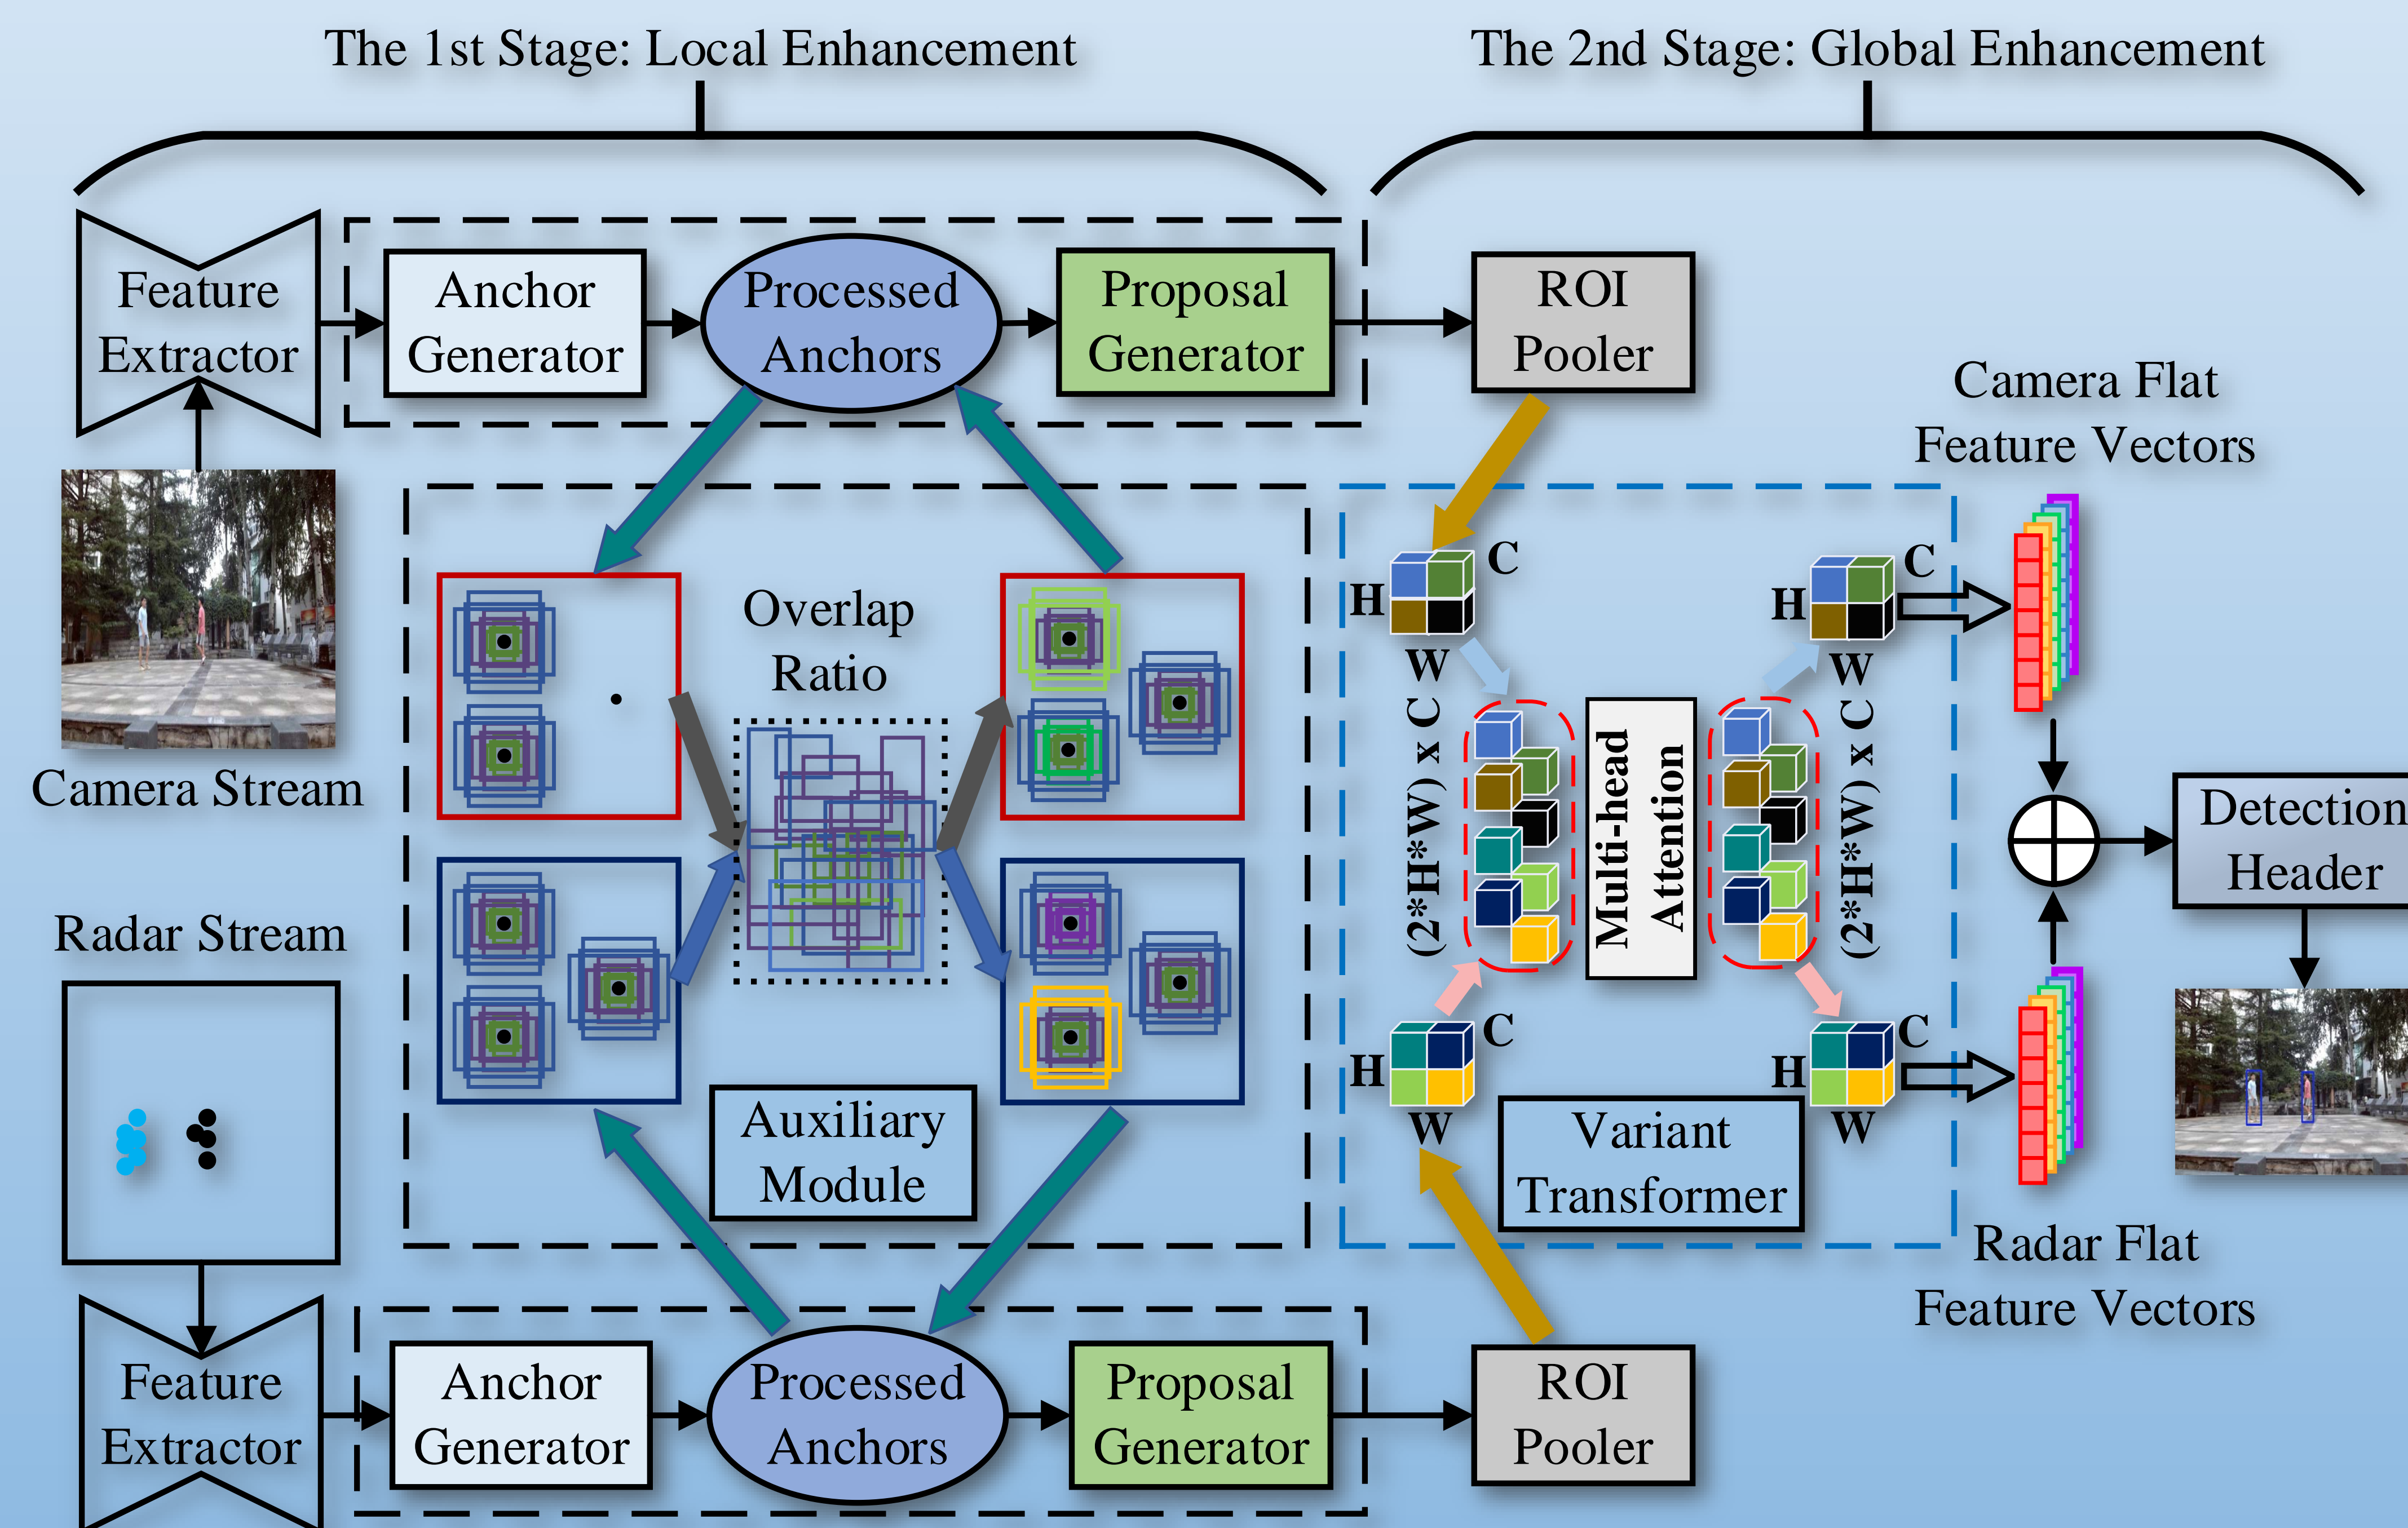 The 1st Stage: Local Enhancement
The 2nd Stage: Global Enhancement
Feature
Extractor
Anchor
Generator
Processed
Anchors
Proposal
Generator
ROI
Pooler
Camera Flat
Feature Vectors
Camera Stream
Overlap
Ratio
H
C
W
H
C
W
(2*H*W) x C
Multi-head
Attention
(2*H*W) x C
Detection
Header
Radar Stream
H
C
W
H
C
W
Auxiliary
Module
Variant
Transformer
Radar Flat
Feature Vectors
Feature
Extractor
Anchor
Generator
Processed
Anchors
Proposal
Generator
ROI
Pooler